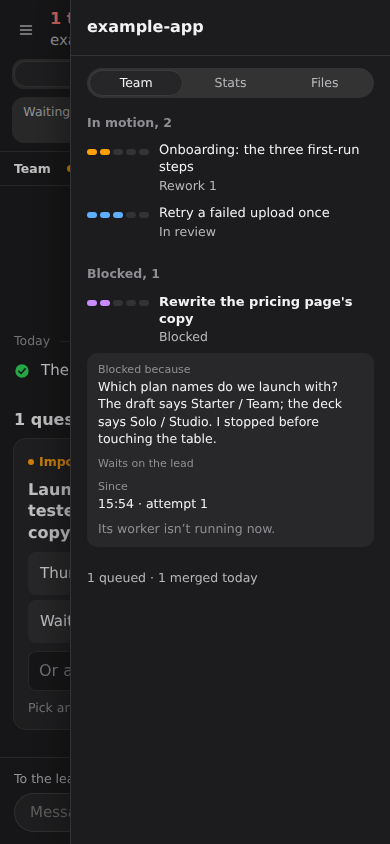 example-app
Team Stats Files
In motion, 2
Onboarding: the three first-run
steps
Rework 1
Retry a failed upload once
In review
Blocked, 1
Rewrite the pricing page's
copy
Blocked
Blocked because
Which plan names do we launch with?
The draft says Starter / Team; the deck
says Solo / Studio. I stopped before
touching the table.
Waits on the lead
Since
15:54 · attempt 1
Its worker isn’t running now.
1 queued · 1 merged today
1
Waiting
Team
Today
The
1
To the